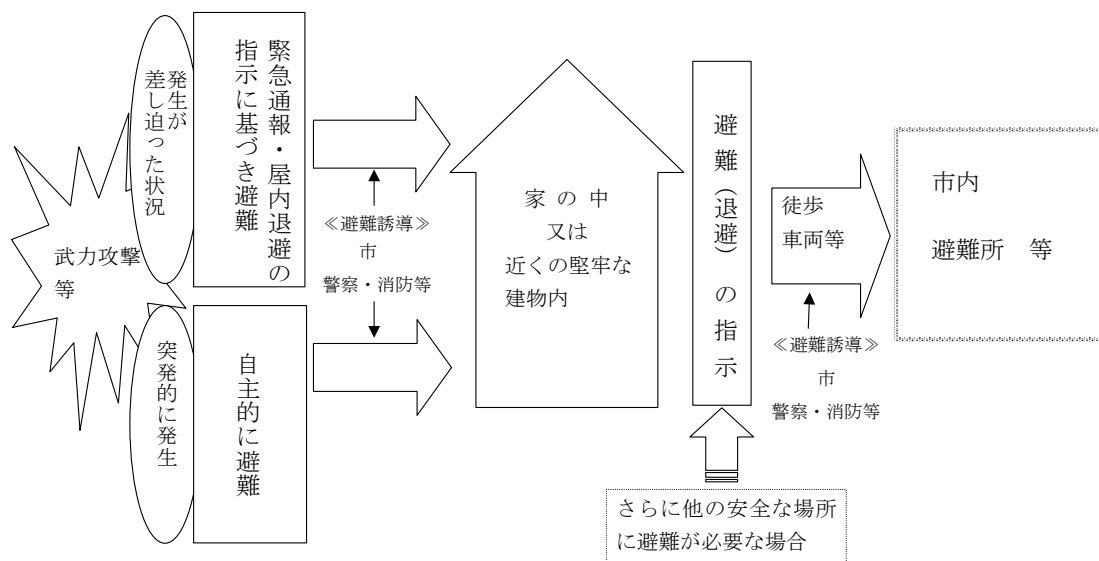 武力攻撃
等
発生が
差し迫った状況
緊急通報・屋内退避の
指示に基づき避難
突発的に発生
自主的に避難
≪避難誘導≫
市
警察・消防等
家の中
又は
近くの堅牢な
建物内
避難(退避)の指示
さらに他の安全な場所
に避難が必要な場合
徒歩
車両等
≪避難誘導≫
市
警察・消防等
市内
避難所　等